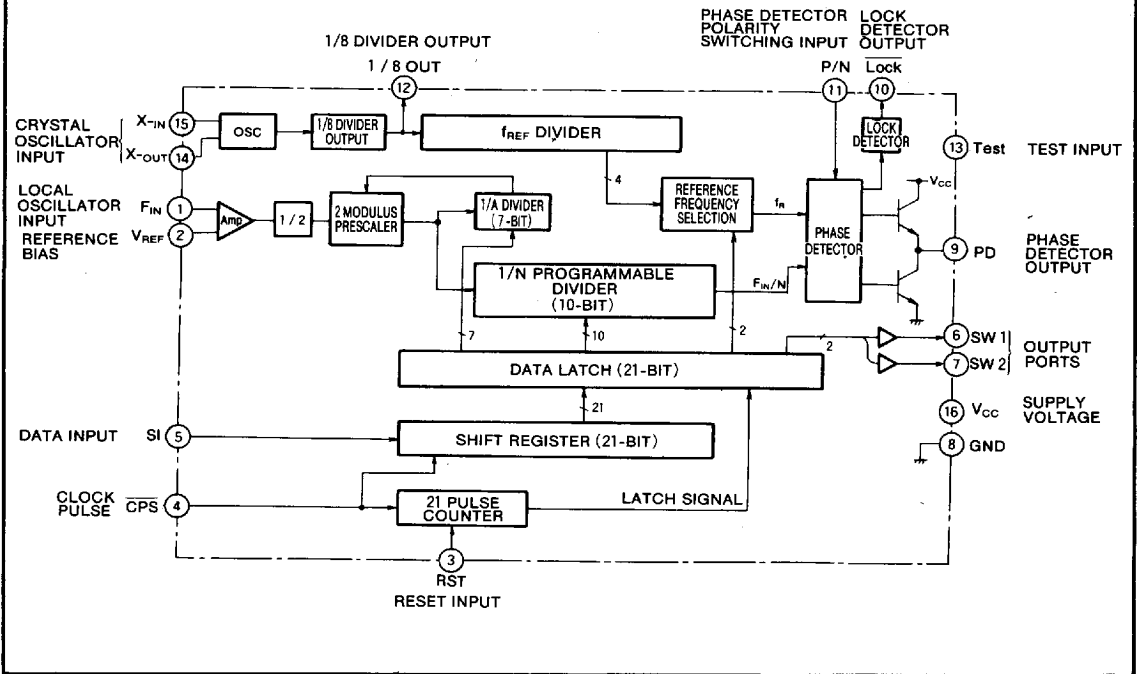 PHASE DETECTOR
POLARITY
SWITCHING INPUT
LOCK
DETECTOR
OUTPUT
1/8 DIVIDER OUTPUT
1 / 8 OUT
P/N
Lock
12
11
10
CRYSTAL
OSCILLATOR
INPUT
X-IN
15
X-OUT
14
OSC
1/8 DIVIDER
OUTPUT
fREF DIVIDER
LOCK
DETECTOR
13
Test
TEST INPUT
LOCAL
OSCILLATOR
INPUT
REFERENCE
BIAS
FIN
1
VREF
2
Amp
1 / 2
2 MODULUS
PRESCALER
1/A DIVIDER
(7-BIT)
4
REFERENCE
FREQUENCY
SELECTION
fR
PHASE
DETECTOR
VCC
9
PD
PHASE
DETECTOR
OUTPUT
1/N PROGRAMMABLE
DIVIDER
(10-BIT)
FIN/N
7
10
2
2
DATA LATCH (21-BIT)
6
SW 1
7
SW 2
OUTPUT
PORTS
21
16
VCC
SUPPLY
VOLTAGE
DATA INPUT
SI
5
SHIFT REGISTER (21-BIT)
8
GND
CLOCK
PULSE
CPS
4
21 PULSE
COUNTER
LATCH SIGNAL
3
RST
RESET INPUT